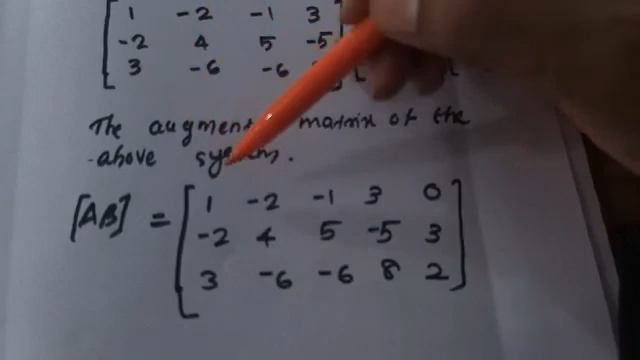 1 -2 -1 3
-2 4 5 -5
3 -6 -6
The augmen matrix of the
above system.
[AB] = [1 -2 -1 3 0
-2 4 5 -5 3
3 -6 -6 8 2]